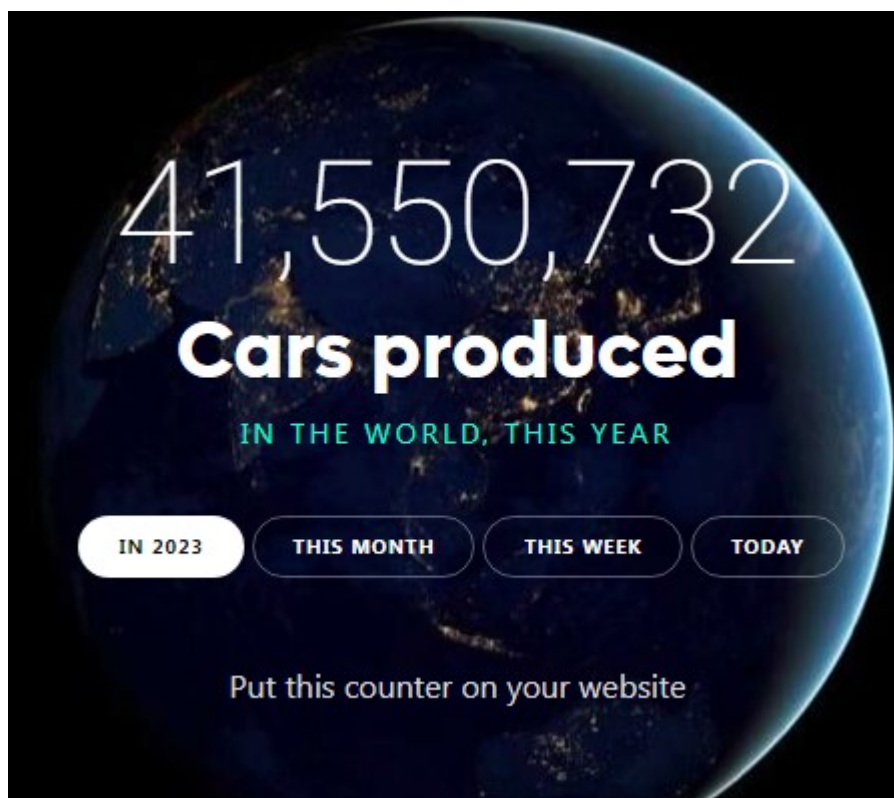 41,550,732
Cars produced
IN THE WORLD, THIS YEAR
IN 2023 THIS MONTH THIS WEEK TODAY
Put this counter on your website